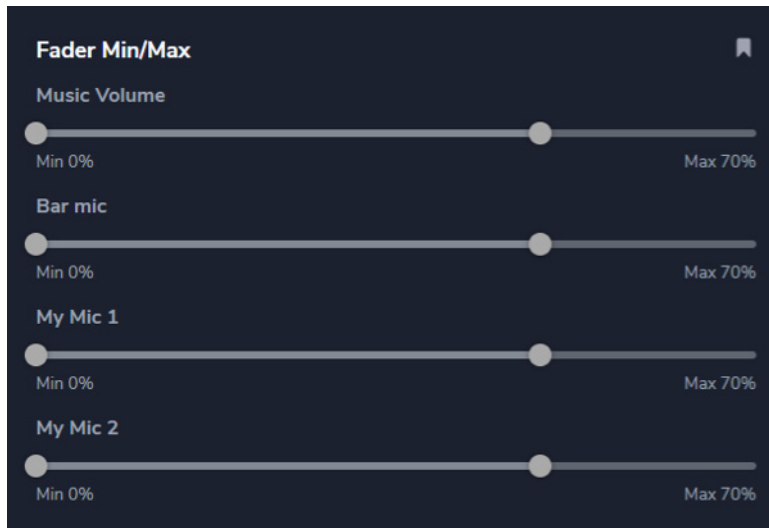 Fader Min/Max
Music Volume
Min 0% Max 70%
Bar mic
Min 0% Max 70%
My Mic 1
Min 0% Max 70%
My Mic 2
Min 0% Max 70%